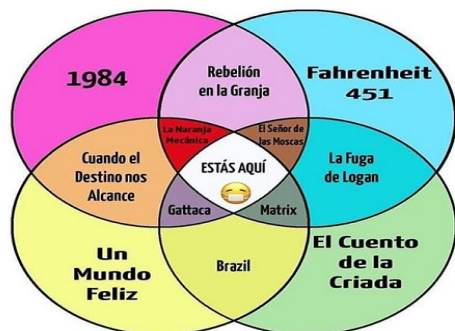 1984
Rebelión
en la Granja
Fahrenheit
451
La Naranja
Mecánica
El Señor de
las Moscas
Cuando el
Destino nos
Alcance
ESTÁS AQUÍ
La Fuga
de Logan
Gattaca
Matrix
Un
Mundo
Feliz
Brazil
El Cuento
de la
Criada